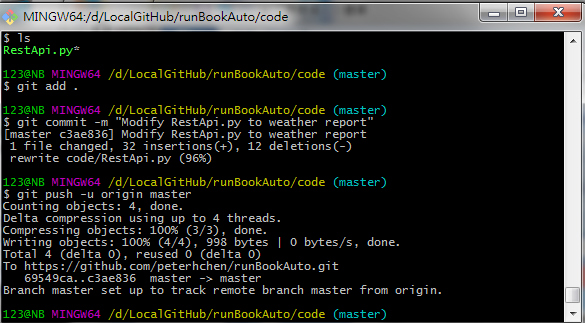 MINGW64:/d/LocalGitHub/runBookAuto/code
$ ls
RestApi.py*
123@NB MINGW64 /d/LocalGitHub/runBookAuto/code (master)
$ git add .
123@NB MINGW64 /d/LocalGitHub/runBookAuto/code (master)
$ git commit -m "Modify RestApi.py to weather report"
[master c3ae836] Modify RestApi.py to weather report
 1 file changed, 32 insertions(+), 12 deletions(-)
 rewrite code/RestApi.py (96%)
123@NB MINGW64 /d/LocalGitHub/runBookAuto/code (master)
$ git push -u origin master
Counting objects: 4, done.
Delta compression using up to 4 threads.
Compressing objects: 100% (3/3), done.
Writing objects: 100% (4/4), 998 bytes | 0 bytes/s, done.
Total 4 (delta 0), reused 0 (delta 0)
To https://github.com/peterhchen/runBookAuto.git
   69549ca..c3ae836  master -> master
Branch master set up to track remote branch master from origin.
123@NB MINGW64 /d/LocalGitHub/runBookAuto/code (master)